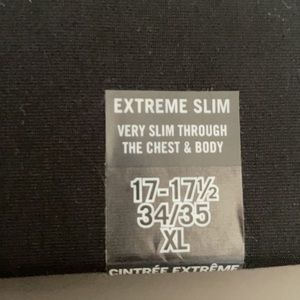 EXTREME SLIM
VERY SLIM THROUGH
THE CHEST & BODY
17-17½
34/35
XL
CINTRÉE EXTRÊME